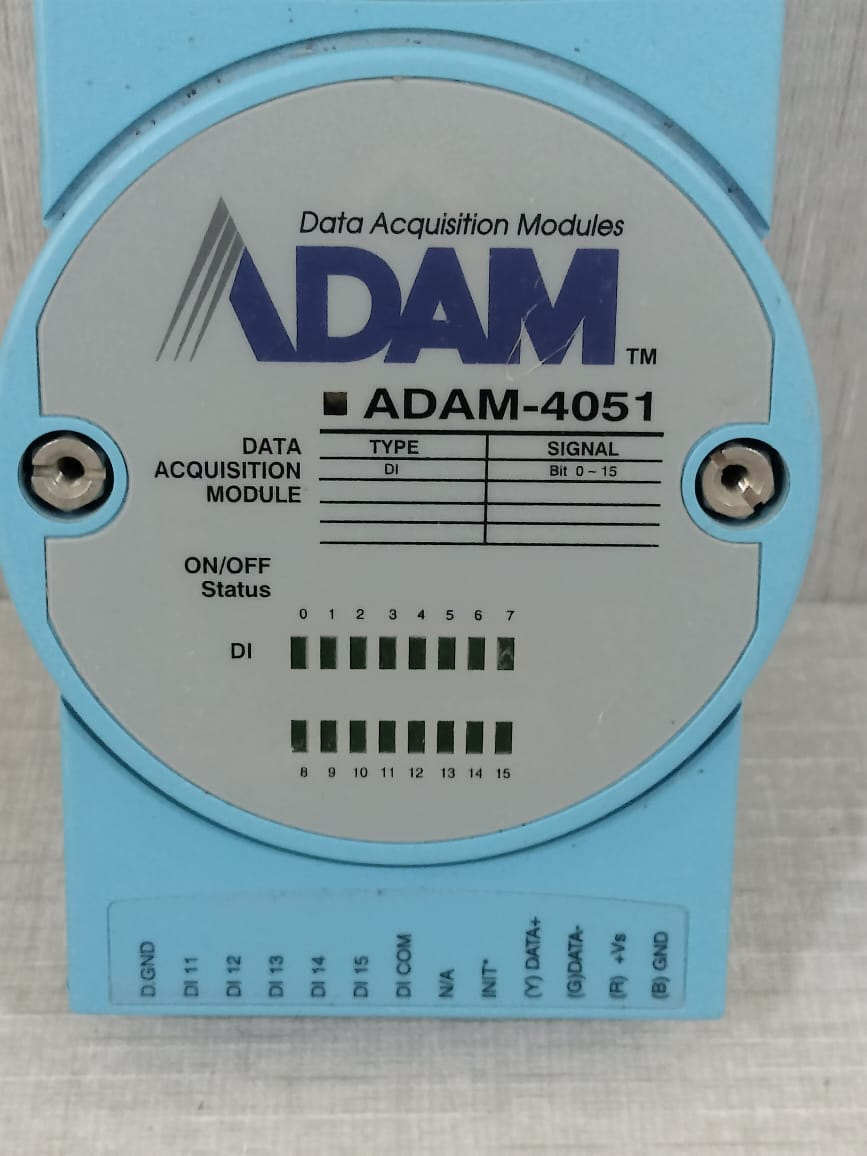 Data Acquisition Modules
ADAM TM
ADAM-4051
DATA ACQUISITION MODULE
TYPE SIGNAL
DI Bit 0 ~ 15
ON/OFF
Status
0 1 2 3 4 5 6 7
DI
8 9 10 11 12 13 14 15
D.GND
DI 11
DI 12
DI 13
DI 14
DI 15
DI COM
N/A
INIT*
(Y) DATA+
(G)DATA-
(R) +Vs
(B) GND